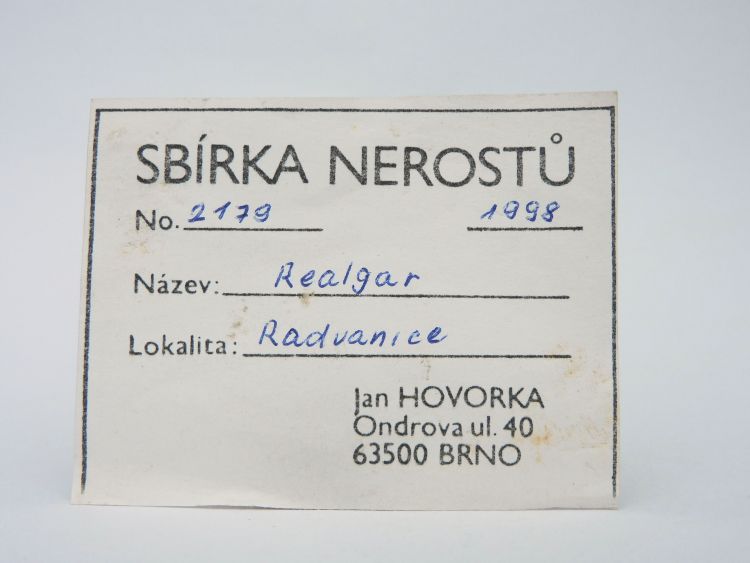 SBÍRKA NEROSTŮ
No. 2179 1998
Název: Realgar
Lokalita: Radvanice
Jan HOVORKA
Ondrova ul. 40
63500 BRNO